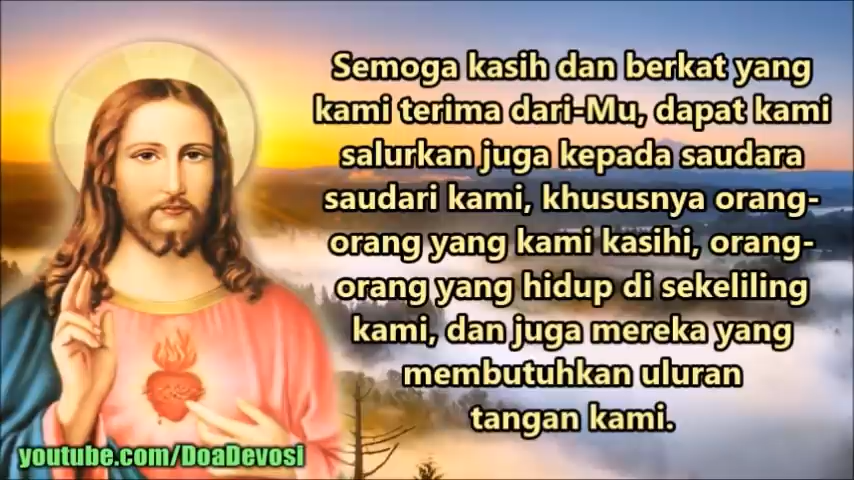 Semoga kasih dan berkat yang
kami terima dari-Mu, dapat kami
salurkan juga kepada saudara
saudari kami, khususnya orang-
orang yang kami kasihi, orang-
orang yang hidup di sekeliling
kami, dan juga mereka yang
membutuhkan uluran
tangan kami.
youtube.com/DoaDevosi